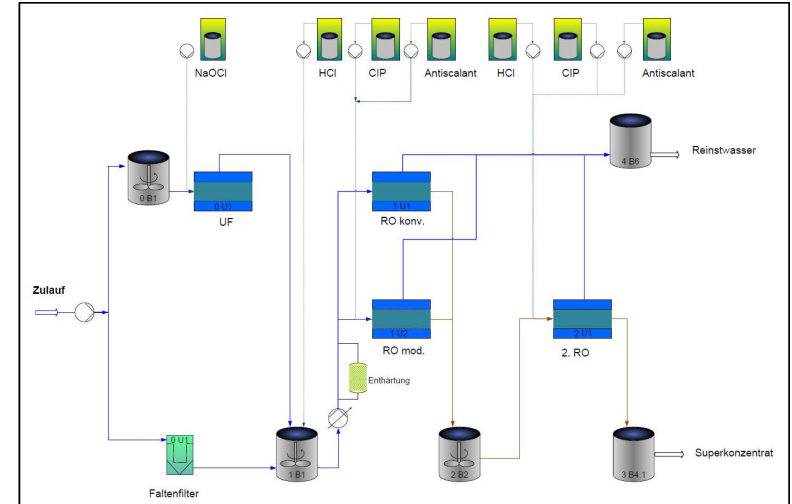 NaOCl
HCl
CIP
Antiscalant
HCl
CIP
Antiscalant
Reinstwasser
4 B6
0 B1
0 U1
UF
1 U1
RO konv.
Zulauf
1 U2
RO mod.
2 U1
2. RO
Enthärtung
0 U1
Faltenfilter
1 B1
2 B2
3 B4.1
Superkonzentrat